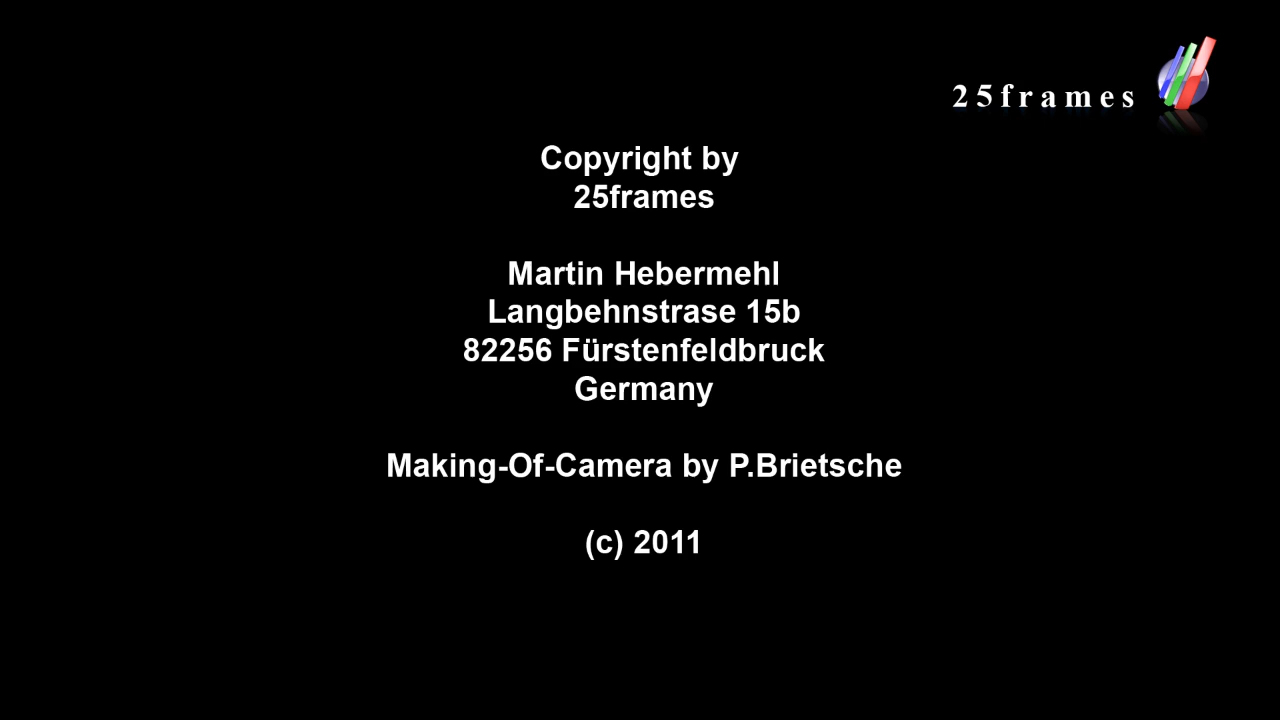 25frames
Copyright by
25frames
Martin Hebermehl
Langbehnstrase 15b
82256 Fürstenfeldbruck
Germany
Making-Of-Camera by P.Brietsche
(c) 2011